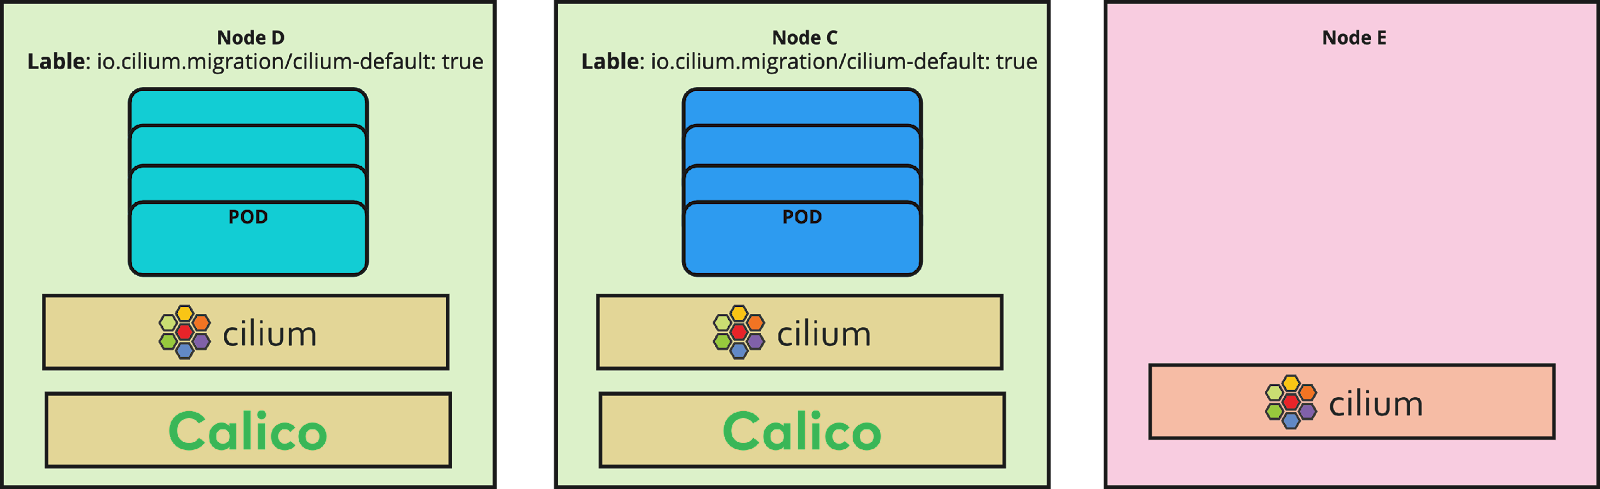 Node D
Lable: io.cilium.migration/cilium-default: true
POD
cilium
Calico
Node C
Lable: io.cilium.migration/cilium-default: true
POD
cilium
Calico
Node E
cilium